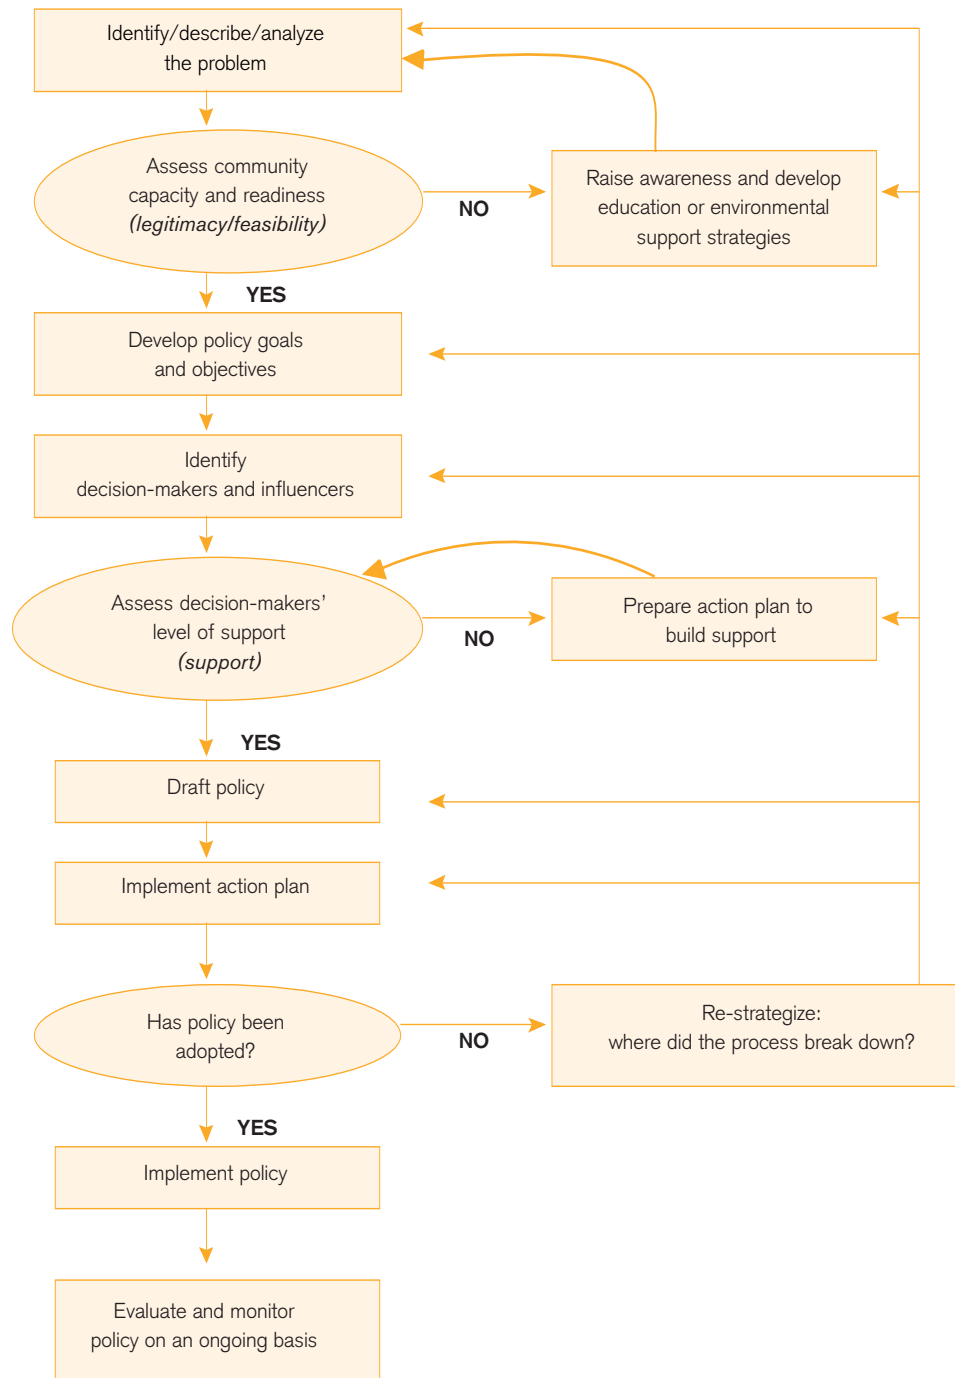 Identify/describe/analyze
the problem
Assess community
capacity and readiness
(legitimacy/feasibility)
NO
Raise awareness and develop
education or environmental
support strategies
YES
Develop policy goals
and objectives
Identify
decision-makers and influencers
Assess decision-makers’
level of support
(support)
NO
Prepare action plan to
build support
YES
Draft policy
Implement action plan
Has policy been
adopted?
NO
Re-strategize:
where did the process break down?
YES
Implement policy
Evaluate and monitor
policy on an ongoing basis